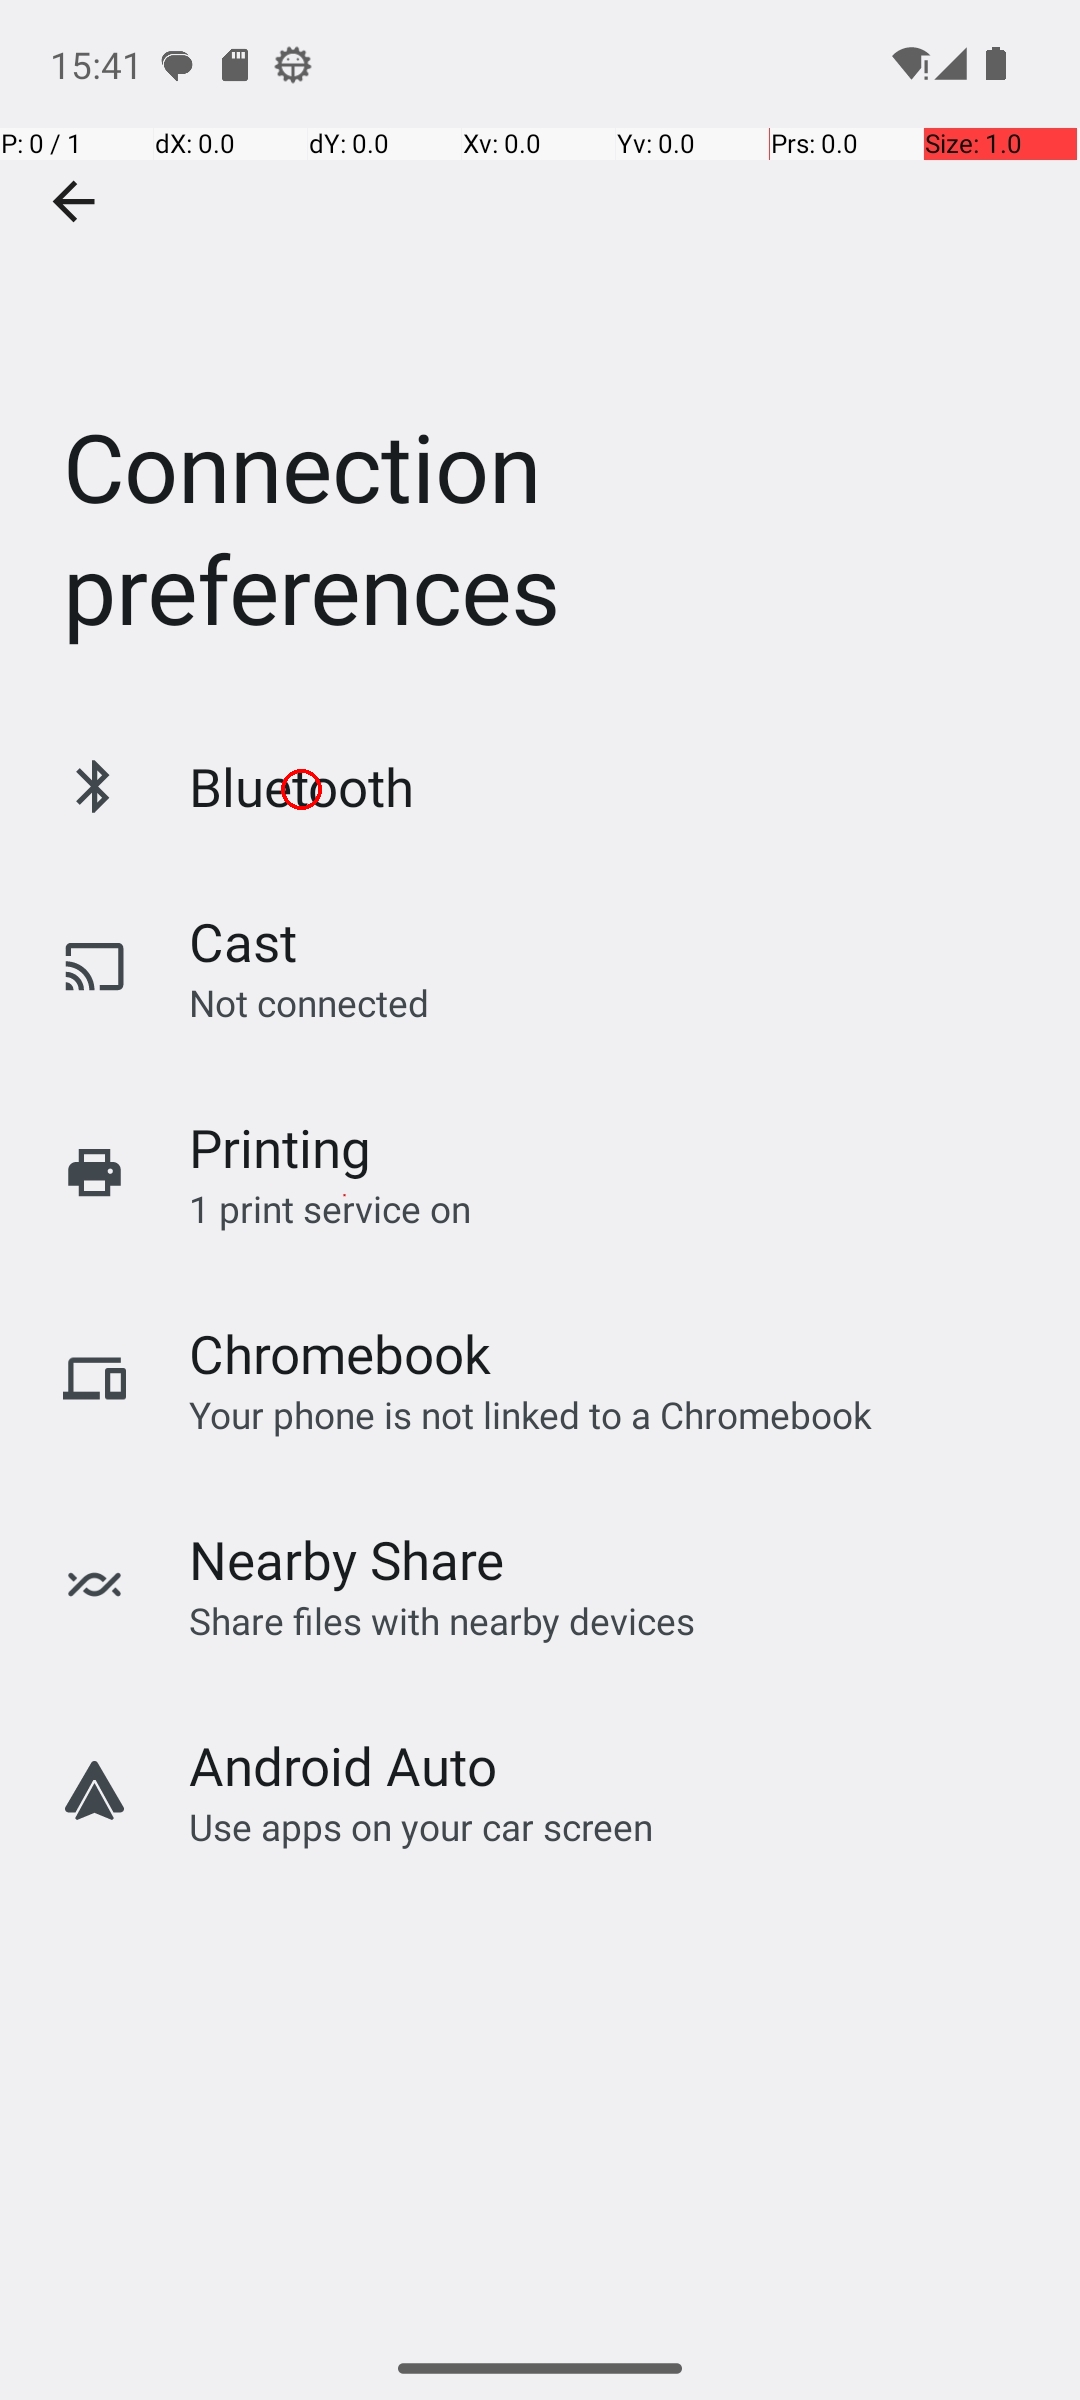 15:41
P: 0 / 1 dX: 0.0 dY: 0.0 Xv: 0.0 Yv: 0.0 Prs: 0.0 Size: 1.0
Connection
preferences
Bluetooth
Cast
Not connected
Printing
1 print service on
Chromebook
Your phone is not linked to a Chromebook
Nearby Share
Share files with nearby devices
Android Auto
Use apps on your car screen